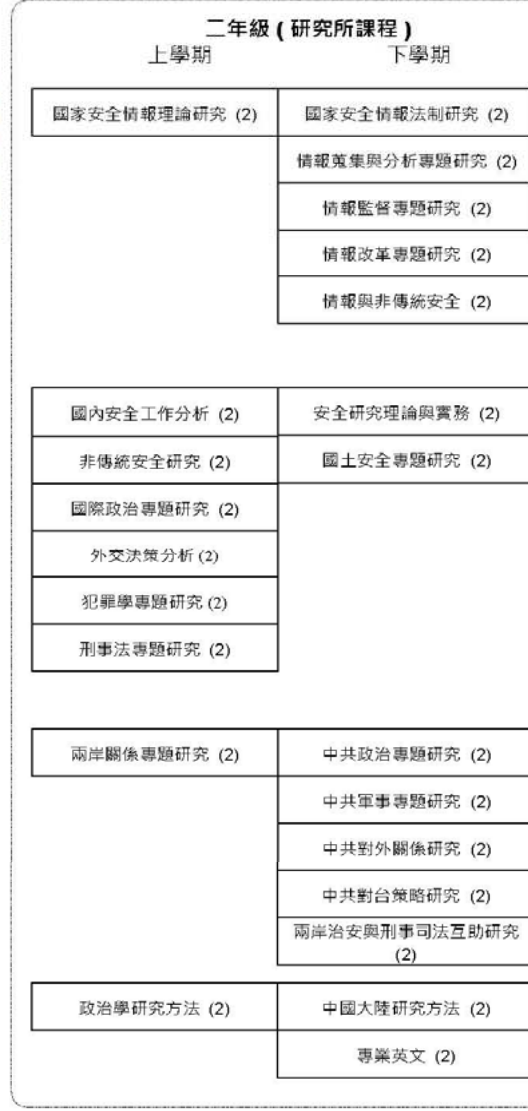 二年級 ( 研究所課程 )
上學期 下學期
國家安全情報理論研究 (2) 國家安全情報法制研究 (2)
情報蒐集與分析專題研究 (2)
情報監督專題研究 (2)
情報改革專題研究 (2)
情報與非傳統安全 (2)
國內安全工作分析 (2) 安全研究理論與實務 (2)
非傳統安全研究 (2) 國土安全專題研究 (2)
國際政治專題研究 (2)
外交決策分析 (2)
犯罪學專題研究 (2)
刑事法專題研究 (2)
兩岸關係專題研究 (2) 中共政治專題研究 (2)
中共軍事專題研究 (2)
中共對外關係研究 (2)
中共對台策略研究 (2)
兩岸治安與刑事司法互助研究
(2)
政治學研究方法 (2) 中國大陸研究方法 (2)
專業英文 (2)